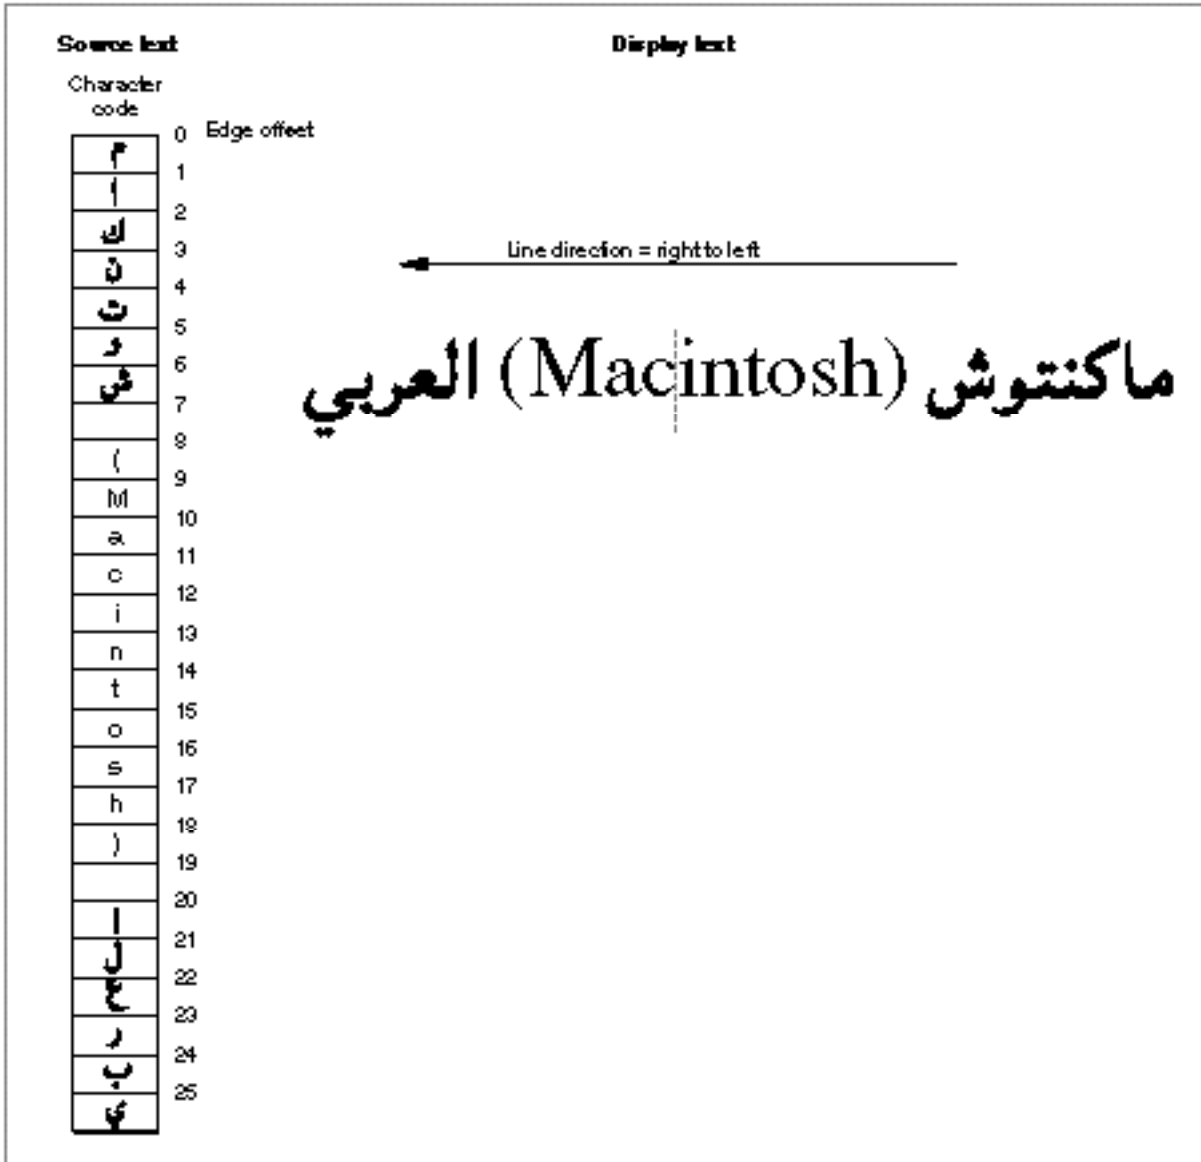 Source text
Display text
Character
code
0 Edge offset
م
1
ا
2
ك
3
ن
Line direction = right to left
4
ت
5
و
6
ش
ماكنتوش (Macintosh) العربي
7
8
(
9
M
10
a
11
c
12
i
13
n
14
t
15
o
16
s
17
h
18
)
19
20
ا
21
ل
22
ع
23
ر
24
ب
25
ي